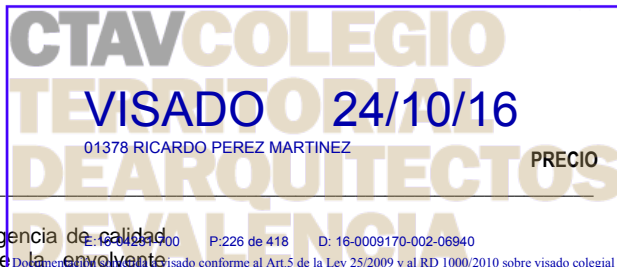 CTAVCOLEGIO
TERRITORIAL
VISADO 24/10/16
01378 RICARDO PEREZ MARTINEZ
PRECIO
DEARQUITECTOS
gencia de calidad
E:16-04291-700 P:226 de 418 D: 16-0009170-002-06940
DEVALENCIA
e la envolvente
Documentación sometida a visado conforme al Art.5 de la Ley 25/2009 y al RD 1000/2010 sobre visado colegial